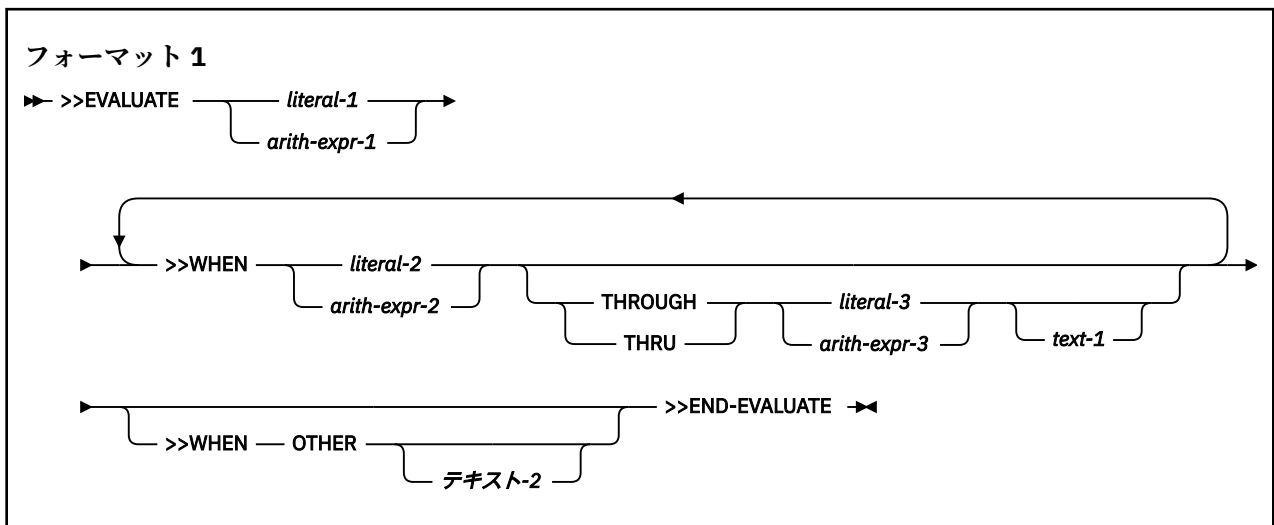 フォーマット 1
>>EVALUATE literal-1
arith-expr-1
>>WHEN literal-2
arith-expr-2
THROUGH literal-3
THRU arith-expr-3 text-1
>>END-EVALUATE
>>WHEN OTHER
テキスト-2